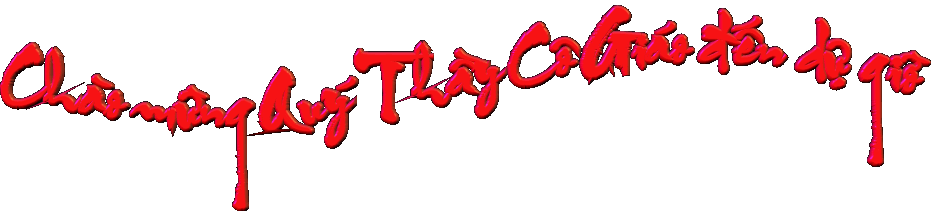 Chào mừng Quý Thầy Cô Giáo đến dự giờ